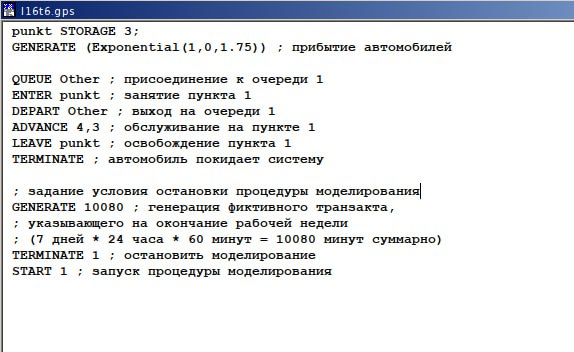 l16t6.gps
punkt STORAGE 3;
GENERATE (Exponential(1,0,1.75)) ; прибытие автомобилей
QUEUE Other ; присоединение к очереди 1
ENTER punkt ; занятие пункта 1
DEPART Other ; выход на очереди 1
ADVANCE 4,3 ; обслуживание на пункте 1
LEAVE punkt ; освобождение пункта 1
TERMINATE ; автомобиль покидает систему
; задание условия остановки процедуры моделирования
GENERATE 10080 ; генерация фиктивного транзакта,
; указывающего на окончание рабочей недели
; (7 дней * 24 часа * 60 минут = 10080 минут суммарно)
TERMINATE 1 ; остановить моделирование
START 1 ; запуск процедуры моделирования